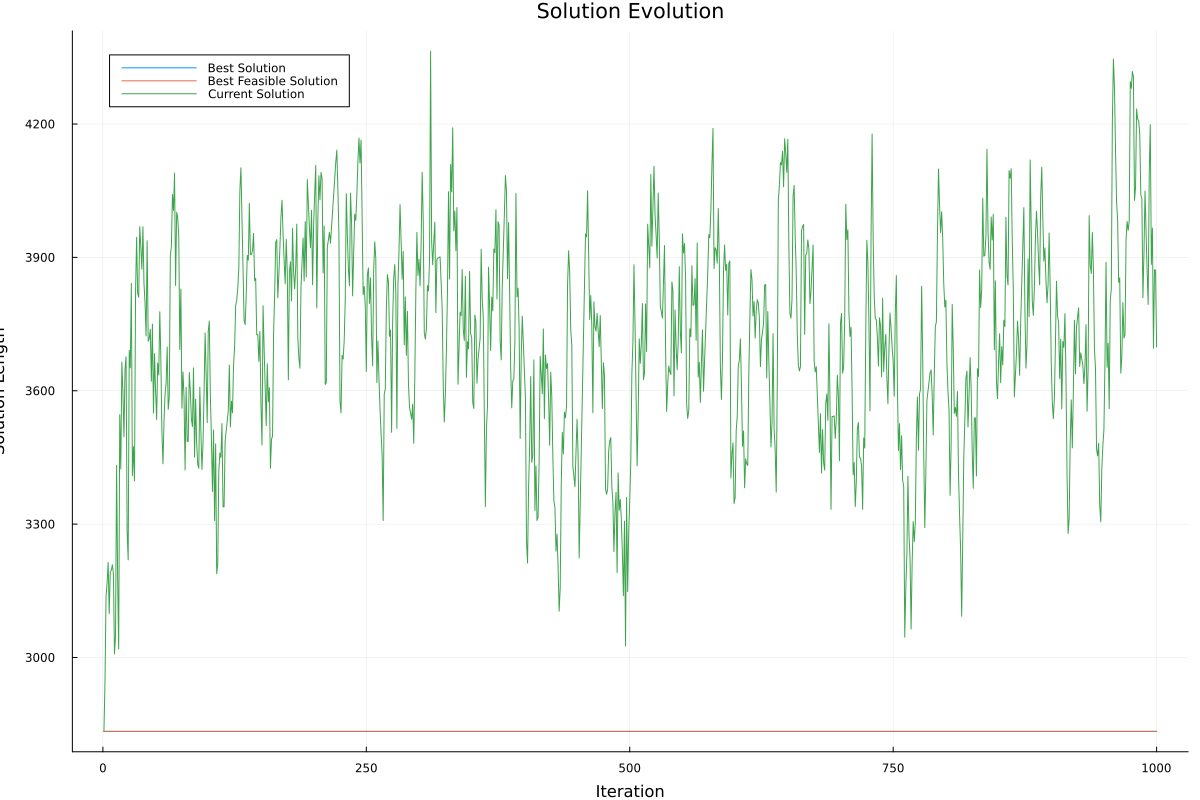 Solution Evolution
Best Solution
Best Feasible Solution
Current Solution
4200
3900
3600
3300
3000
Solution Length
0
250
500
750
1000
Iteration